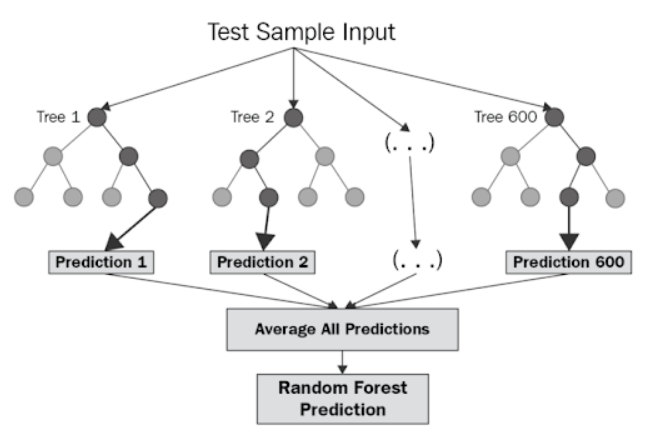 Test Sample Input
Tree 1
Tree 2
Tree 600
(. . .)
Prediction 1
Prediction 2
(. . .)
Prediction 600
Average All Predictions
Random Forest
Prediction